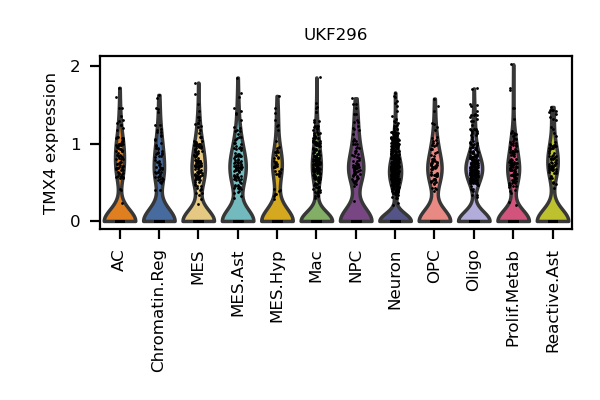 UKF296
TMX4 expression
2
1
0
AC
Chromatin.Reg
MES
MES.Ast
MES.Hyp
Mac
NPC
Neuron
OPC
Oligo
Prolif.Metab
Reactive.Ast